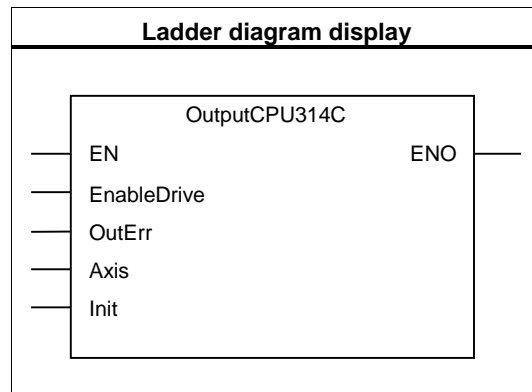 Ladder diagram display
OutputCPU314C
EN ENO
EnableDrive
OutErr
Axis
Init